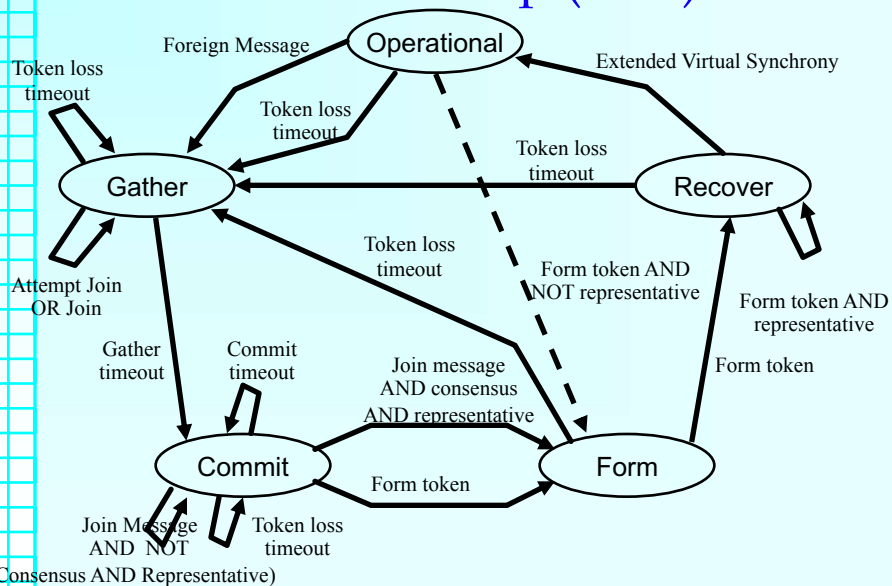 Operational
Foreign Message
Extended Virtual Synchrony
Token loss
timeout
Token loss
timeout
Token loss
timeout
Gather
Recover
Token loss
timeout
Form token AND
NOT representative
Attempt Join
OR Join
Form token AND
representative
Gather
timeout
Commit
timeout
Join message
AND consensus
AND representative
Form token
Commit
Form
Form token
Join Message
AND NOT
Consensus AND Representative)
Token loss
timeout